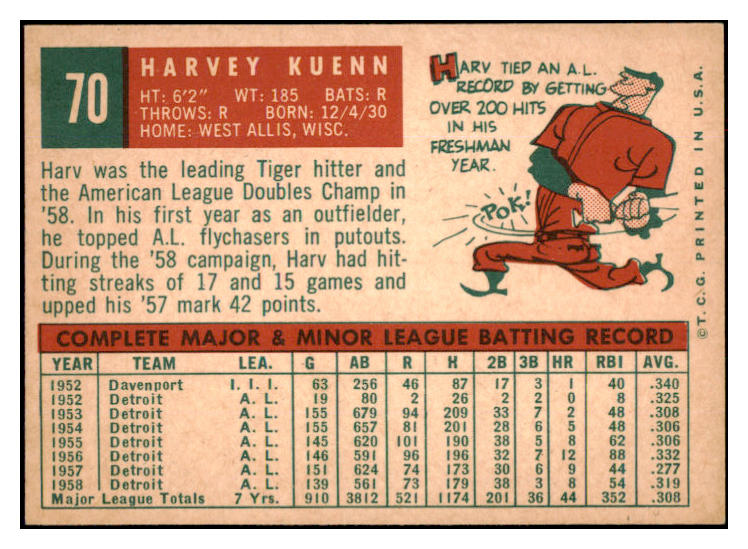 70
HARVEY KUENN
HT: 6'2" WT: 185 BATS: R
THROWS: R BORN: 12/4/30
HOME: WEST ALLIS, WISC.
HARV TIED AN A.L.
RECORD BY GETTING
OVER 200 HITS
IN HIS
FRESHMAN
YEAR.
POK!
Harv was the leading Tiger hitter and
the American League Doubles Champ in
'58. In his first year as an outfielder,
he topped A.L. flychasers in putouts.
During the '58 campaign, Harv had hit-
ting streaks of 17 and 15 games and
upped his '57 mark 42 points.
© T.C.G. PRINTED IN U.S.A.
COMPLETE MAJOR & MINOR LEAGUE BATTING RECORD
YEAR TEAM LEA. G AB R H 2B 3B HR RBI AVG.
1952 Davenport I. I. I. 63 256 46 87 17 3 1 40 .340
1952 Detroit A. L. 19 80 2 26 2 2 0 8 .325
1953 Detroit A. L. 155 679 94 209 33 7 2 48 .308
1954 Detroit A. L. 155 657 81 201 28 6 5 48 .306
1955 Detroit A. L. 145 620 101 190 38 5 8 62 .306
1956 Detroit A. L. 146 591 96 196 32 7 12 88 .332
1957 Detroit A. L. 151 624 74 173 30 6 9 44 .277
1958 Detroit A. L. 139 561 73 179 38 3 8 54 .319
Major League Totals 7 Yrs. 910 3812 521 1174 201 36 44 352 .308